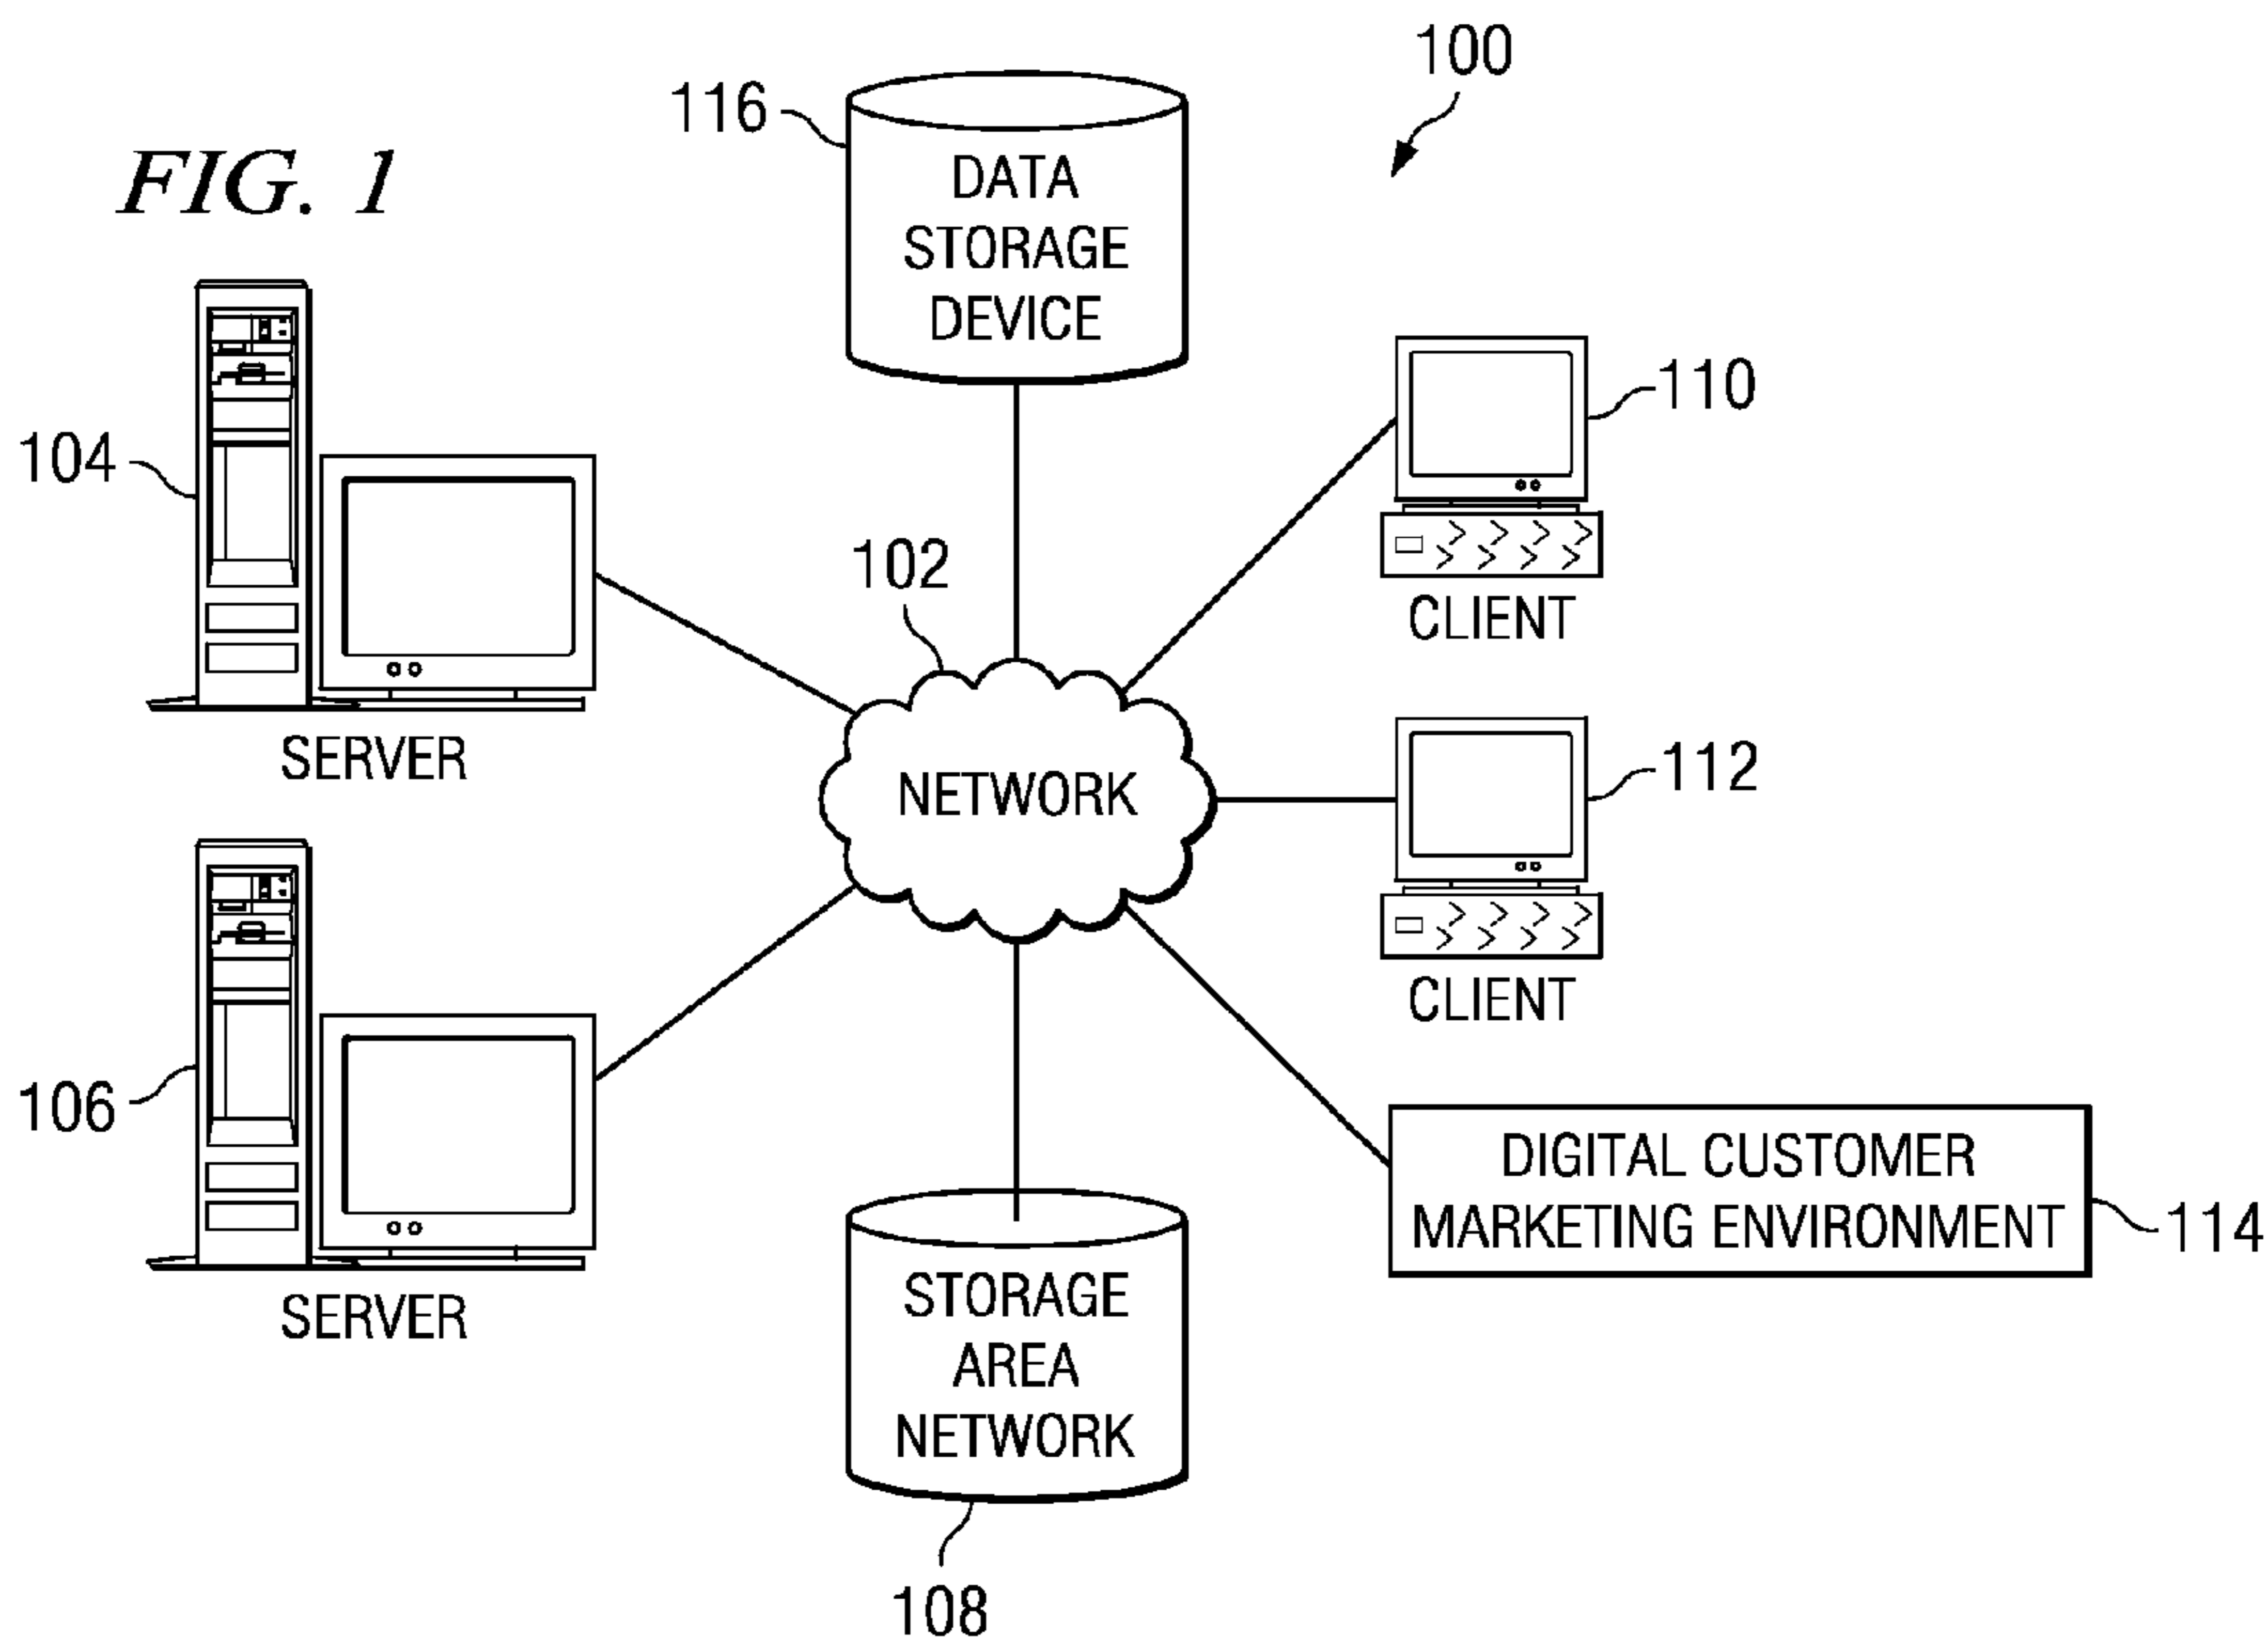 FIG. 1
100
116
DATA
STORAGE
DEVICE
104
SERVER
110
CLIENT
102
NETWORK
112
CLIENT
106
SERVER
DIGITAL CUSTOMER
MARKETING ENVIRONMENT
114
STORAGE
AREA
NETWORK
108